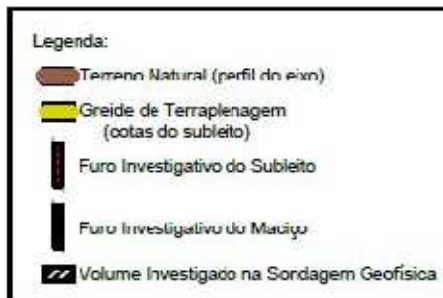 Legenda:
Terreno Natural (perfil do eixo)
Greide de Terraplenagem
(cotas do subleito)
Furo Investigativo do Subleito
Furo Investigativo do Maciço
Volume Investigado na Sondagem Geofísica